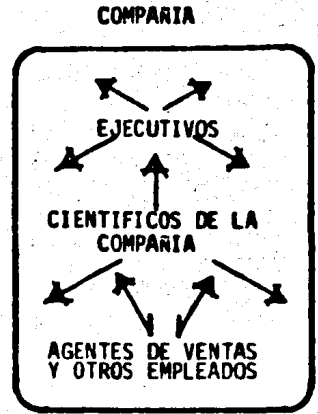 COMPAÑIA
EJECUTIVOS
CIENTIFICOS DE LA
COMPAÑIA
AGENTES DE VENTAS
Y OTROS EMPLEADOS